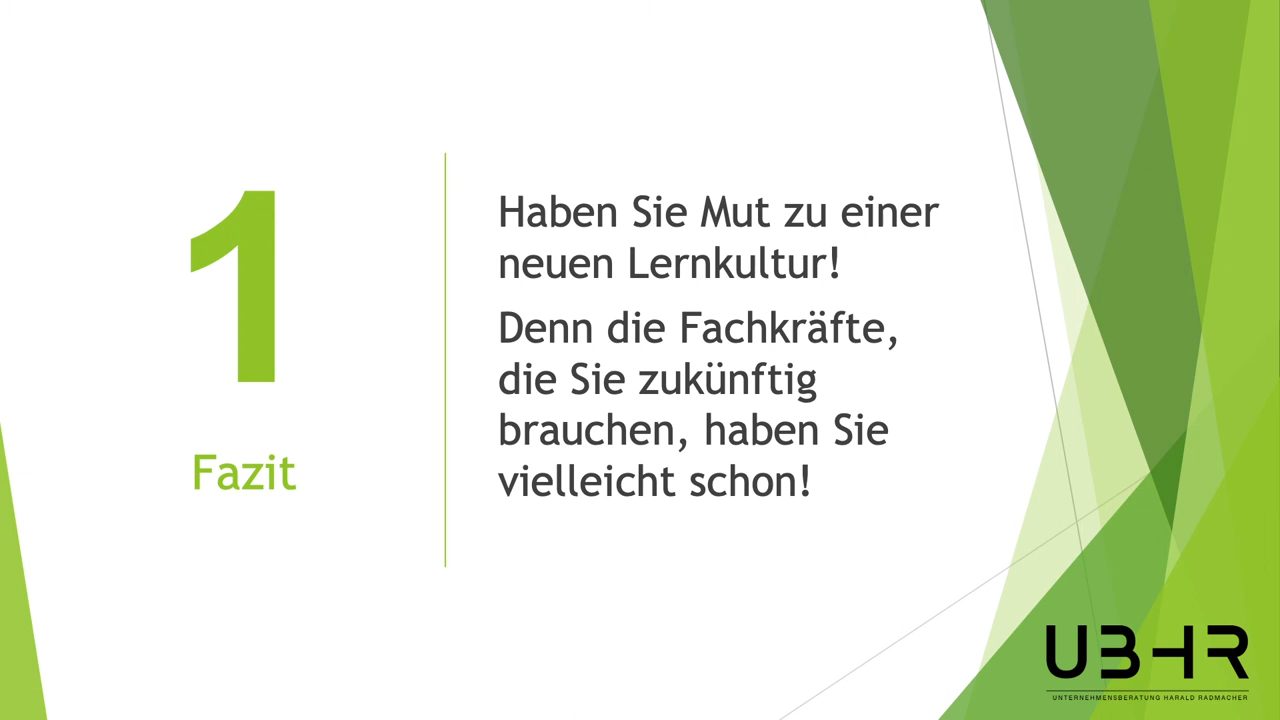 1
Fazit
Haben Sie Mut zu einer
neuen Lernkultur!
Denn die Fachkräfte,
die Sie zukünftig
brauchen, haben Sie
vielleicht schon!
UBHR
UNTERNEHMENSBERATUNG HARALD RADMACHER